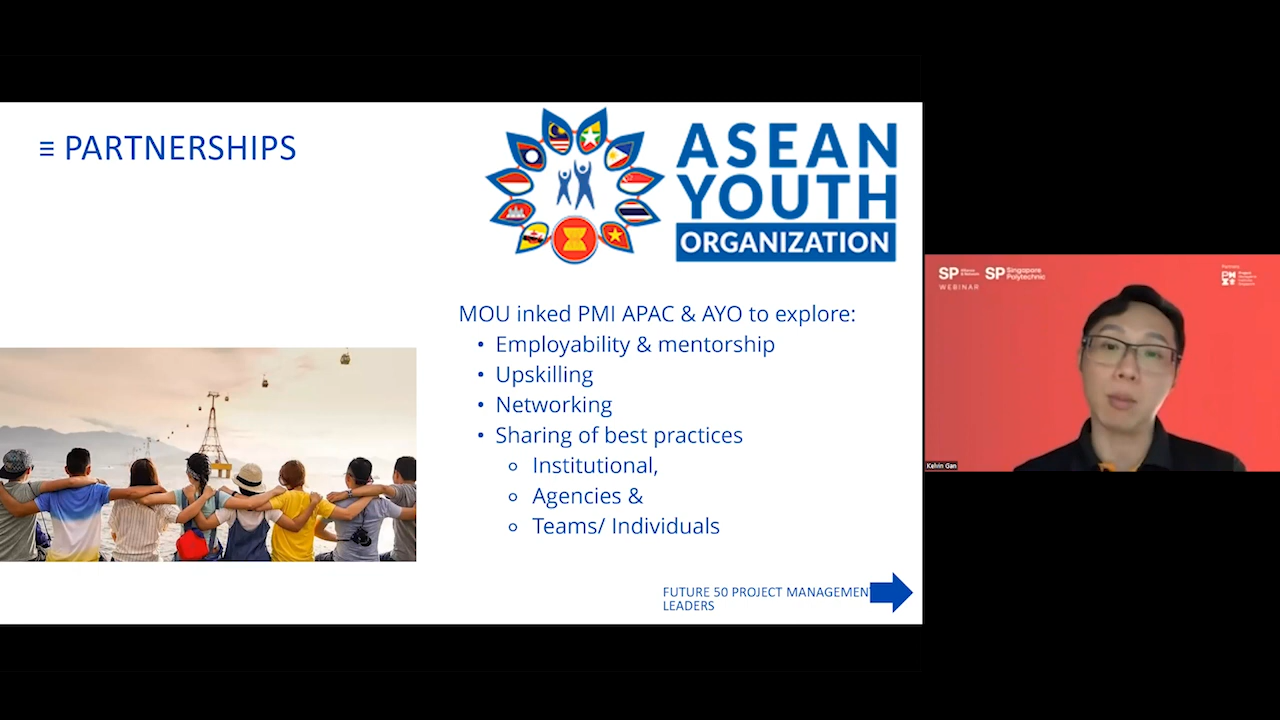 ≡ PARTNERSHIPS
ASEAN
YOUTH
ORGANIZATION
MOU inked PMI APAC & AYO to explore:
• Employability & mentorship
• Upskilling
• Networking
• Sharing of best practices
Institutional,
Agencies &
Teams/ Individuals
FUTURE 50 PROJECT MANAGEMENT
LEADERS
SP
SP Singapore Polytechnic
WEBINAR
Kelvin Gan